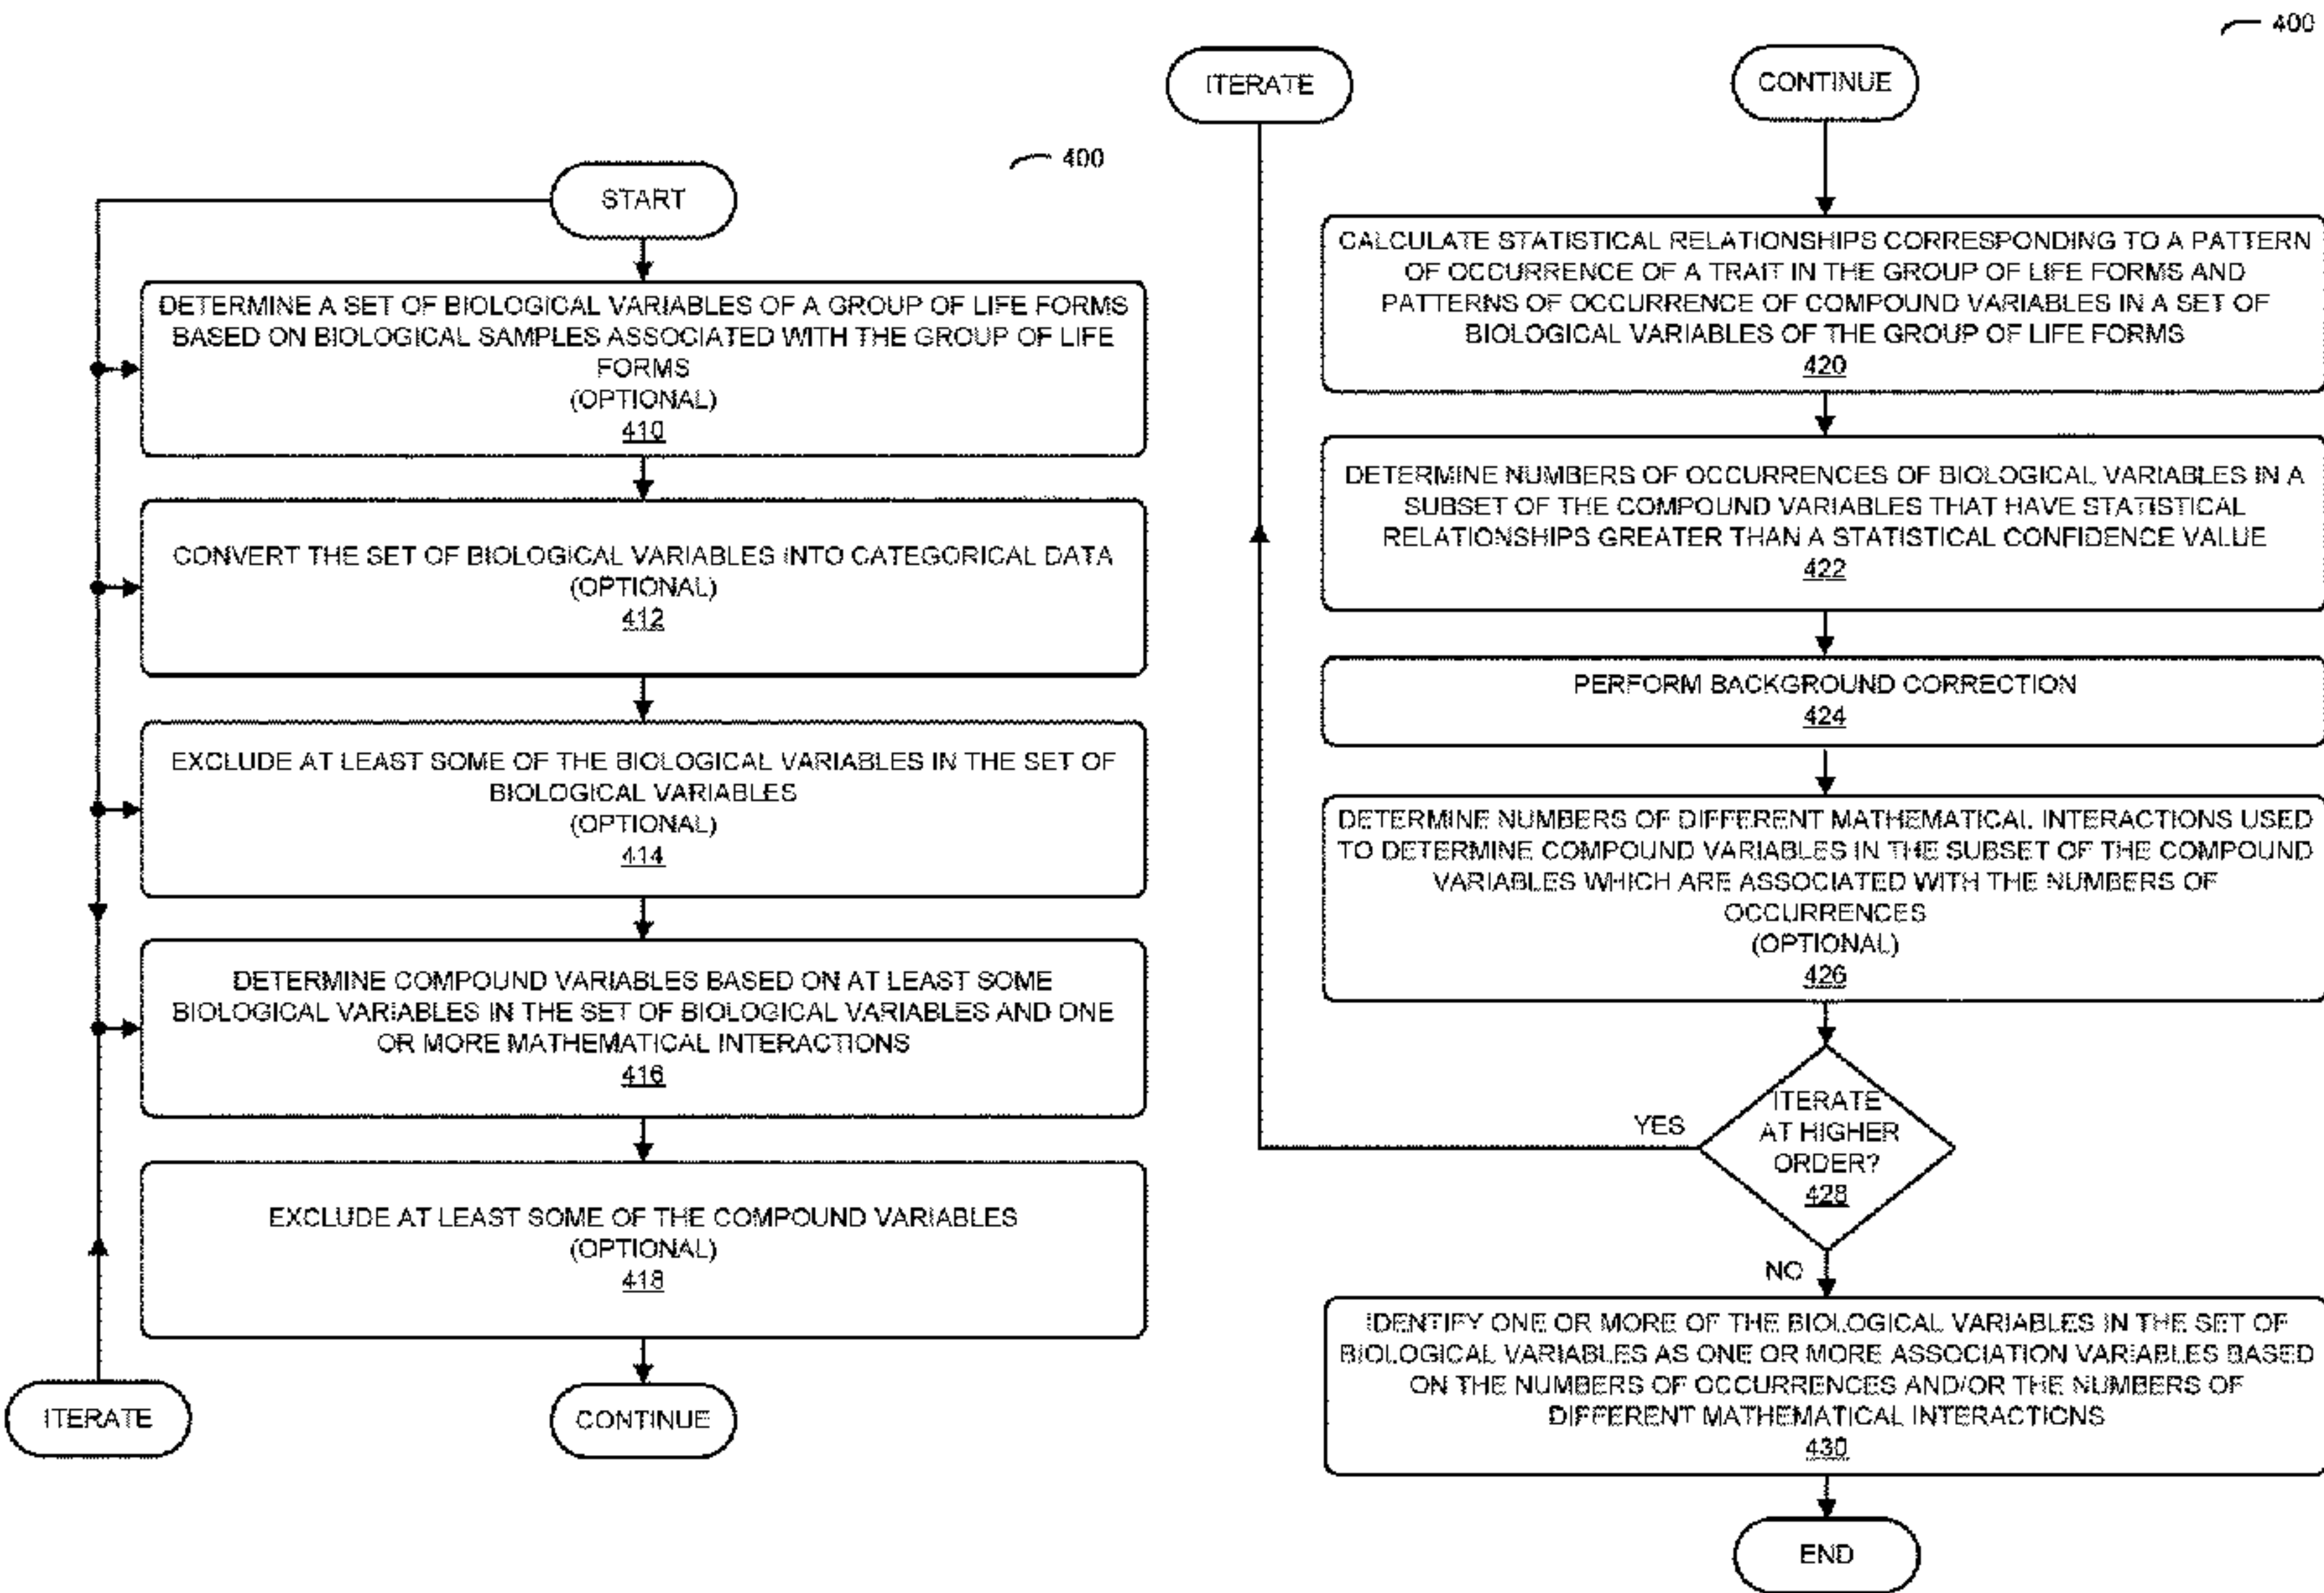 400
START
DETERMINE A SET OF BIOLOGICAL VARIABLES OF A GROUP OF LIFE FORMS
BASED ON BIOLOGICAL SAMPLES ASSOCIATED WITH THE GROUP OF LIFE
FORMS
(OPTIONAL)
410
CONVERT THE SET OF BIOLOGICAL VARIABLES INTO CATEGORICAL DATA
(OPTIONAL)
412
EXCLUDE AT LEAST SOME OF THE BIOLOGICAL VARIABLES IN THE SET OF
BIOLOGICAL VARIABLES
(OPTIONAL)
414
DETERMINE COMPOUND VARIABLES BASED ON AT LEAST SOME
BIOLOGICAL VARIABLES IN THE SET OF BIOLOGICAL VARIABLES AND ONE
OR MORE MATHEMATICAL INTERACTIONS
416
EXCLUDE AT LEAST SOME OF THE COMPOUND VARIABLES
(OPTIONAL)
418
ITERATE
CONTINUE
400
ITERATE
CONTINUE
CALCULATE STATISTICAL RELATIONSHIPS CORRESPONDING TO A PATTERN
OF OCCURRENCE OF A TRAIT IN THE GROUP OF LIFE FORMS AND
PATTERNS OF OCCURRENCE OF COMPOUND VARIABLES IN A SET OF
BIOLOGICAL VARIABLES OF THE GROUP OF LIFE FORMS
420
DETERMINE NUMBERS OF OCCURRENCES OF BIOLOGICAL VARIABLES IN A
SUBSET OF THE COMPOUND VARIABLES THAT HAVE STATISTICAL
RELATIONSHIPS GREATER THAN A STATISTICAL CONFIDENCE VALUE
422
PERFORM BACKGROUND CORRECTION
424
DETERMINE NUMBERS OF DIFFERENT MATHEMATICAL INTERACTIONS USED
TO DETERMINE COMPOUND VARIABLES IN THE SUBSET OF THE COMPOUND
VARIABLES WHICH ARE ASSOCIATED WITH THE NUMBERS OF
OCCURRENCES
(OPTIONAL)
426
ITERATE
AT HIGHER
ORDER?
428
YES
NO
IDENTIFY ONE OR MORE OF THE BIOLOGICAL VARIABLES IN THE SET OF
BIOLOGICAL VARIABLES AS ONE OR MORE ASSOCIATION VARIABLES BASED
ON THE NUMBERS OF OCCURRENCES AND/OR THE NUMBERS OF
DIFFERENT MATHEMATICAL INTERACTIONS
430
END